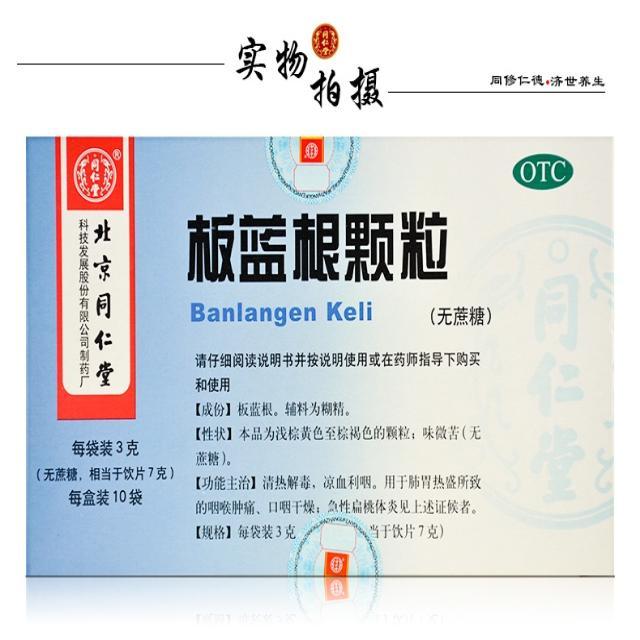 实物
拍摄
同仁堂
同修仁德·济世养生
同仁堂
®
北京同仁堂
科技发展股份有限公司制药厂
OTC
板蓝根颗粒
Banlangen Keli
（无蔗糖）
请仔细阅读说明书并按说明使用或在药师指导下购买
和使用
【成份】板蓝根。辅料为糊精。
【性状】本品为浅棕黄色至棕褐色的颗粒；味微苦（无
蔗糖）。
【功能主治】清热解毒，凉血利咽。用于肺胃热盛所致
的咽喉肿痛、口咽干燥；急性扁桃体炎见上述证候者。
【规格】每袋装3克
当于饮片7克）
每袋装3克
（无蔗糖，相当于饮片7克）
每盒装10袋
同仁堂